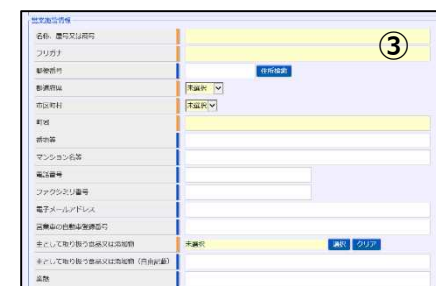 営業施設情報
名称、屋号又は商号
③
フリガナ
郵便番号
住所検索
都道府県
未選択
市区町村
未選択
町域
番地等
マンション名等
電話番号
ファクシミリ番号
電子メールアドレス
営業車の自動車登録番号
主として取り扱う食品又は添加物
未選択
選択
クリア
主として取り扱う食品又は添加物（自由記載）
業態